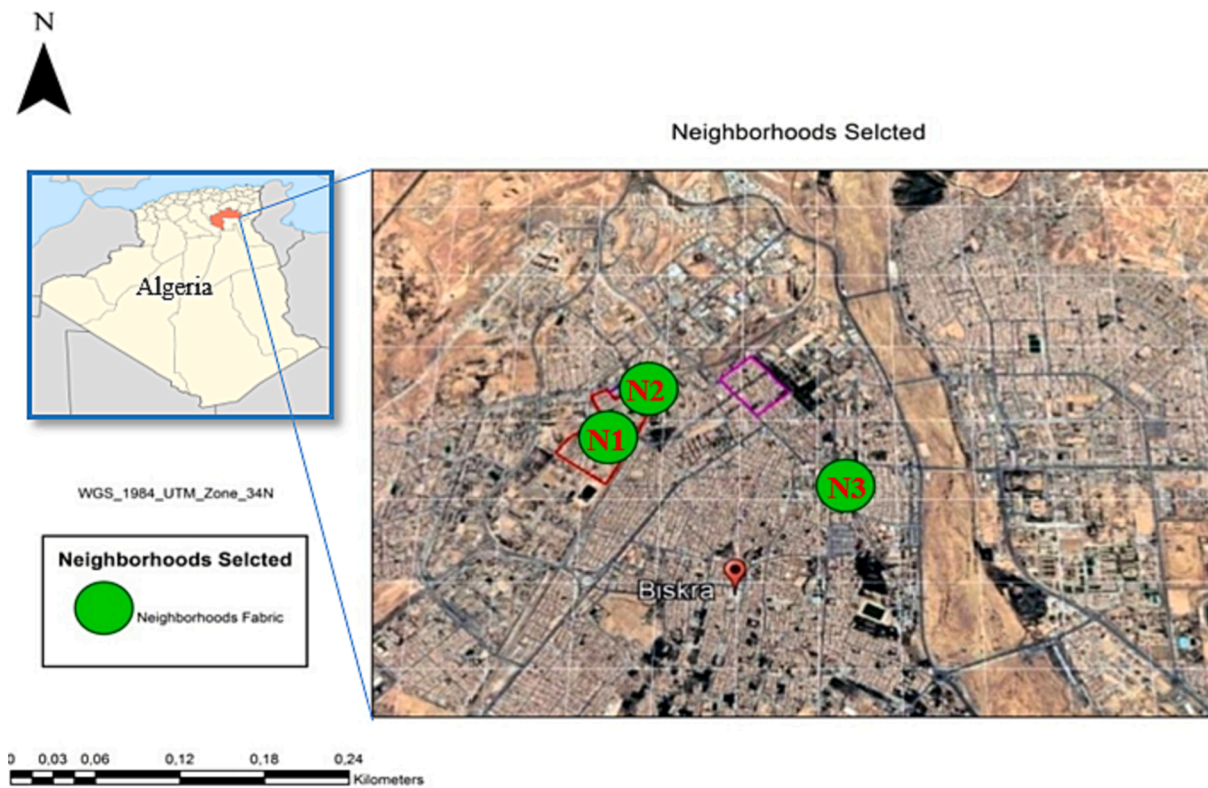 N
Neighborhoods Selcted
Algeria
N2
N1
N3
Biskra
WGS_1984_UTM_Zone_34N
Neighborhoods Selcted
Neighborhoods Fabric
0 0,03 0,06 0,12 0,18 0,24
Kilometers